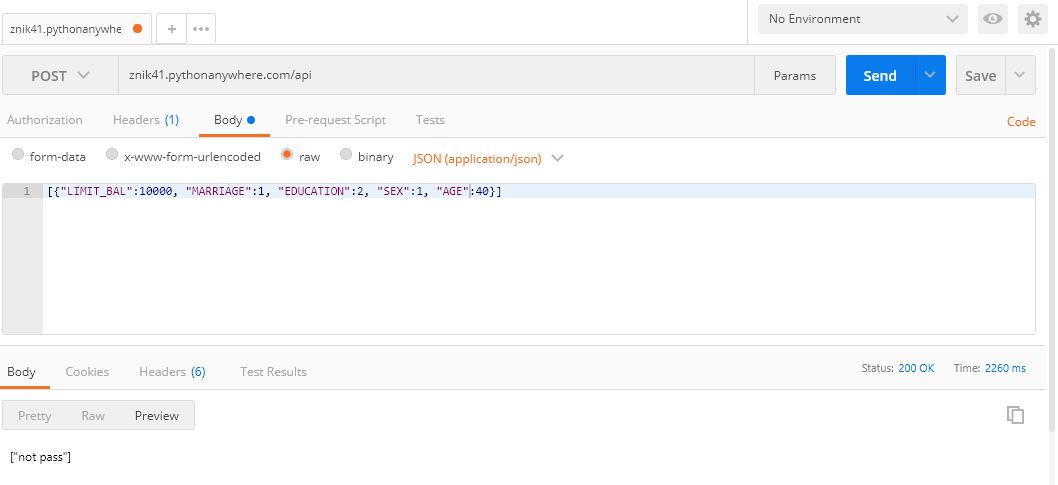 znik41.pythonanywhe
+
•••
No Environment
POST
znik41.pythonanywhere.com/api
Params
Send
Save
Authorization
Headers (1)
Body
Pre-request Script
Tests
Code
form-data
x-www-form-urlencoded
raw
binary
JSON (application/json)
1
[{"LIMIT_BAL":10000, "MARRIAGE":1, "EDUCATION":2, "SEX":1, "AGE":40}]
Body
Cookies
Headers (6)
Test Results
Status: 200 OK
Time: 2260 ms
Pretty
Raw
Preview
["not pass"]